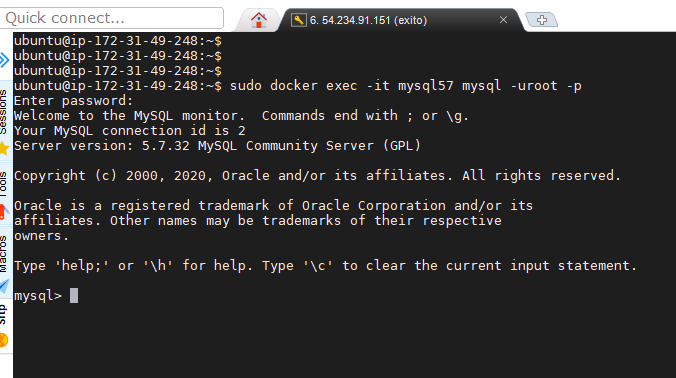 Quick connect...
6. 54.234.91.151 (exito)
Sessions
Tools
Macros
Sftp
ubuntu@ip-172-31-49-248:~$
ubuntu@ip-172-31-49-248:~$
ubuntu@ip-172-31-49-248:~$
ubuntu@ip-172-31-49-248:~$ sudo docker exec -it mysql57 mysql -uroot -p
Enter password:
Welcome to the MySQL monitor.  Commands end with ; or \g.
Your MySQL connection id is 2
Server version: 5.7.32 MySQL Community Server (GPL)
Copyright (c) 2000, 2020, Oracle and/or its affiliates. All rights reserved.
Oracle is a registered trademark of Oracle Corporation and/or its
affiliates. Other names may be trademarks of their respective
owners.
Type 'help;' or '\h' for help. Type '\c' to clear the current input statement.
mysql>